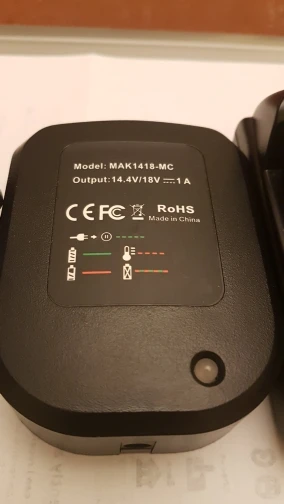 Model: MAK1418-MC
Output:14.4V/18V⎓1A
CE FC RoHS
Made in China